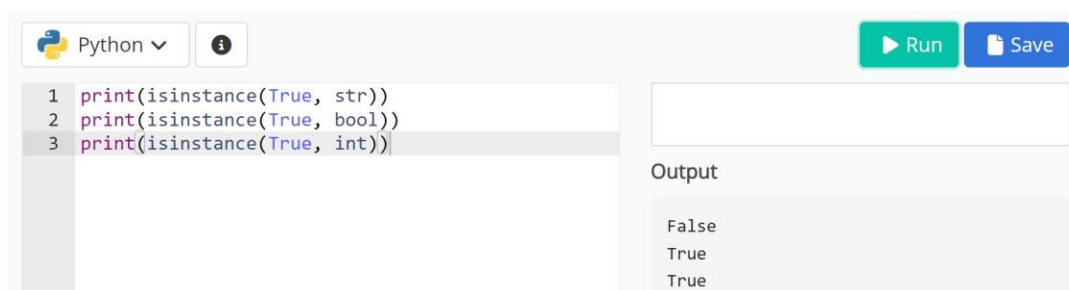 Python
Run
Save
1 print(isinstance(True, str))
2 print(isinstance(True, bool))
3 print(isinstance(True, int))
Output
False
True
True